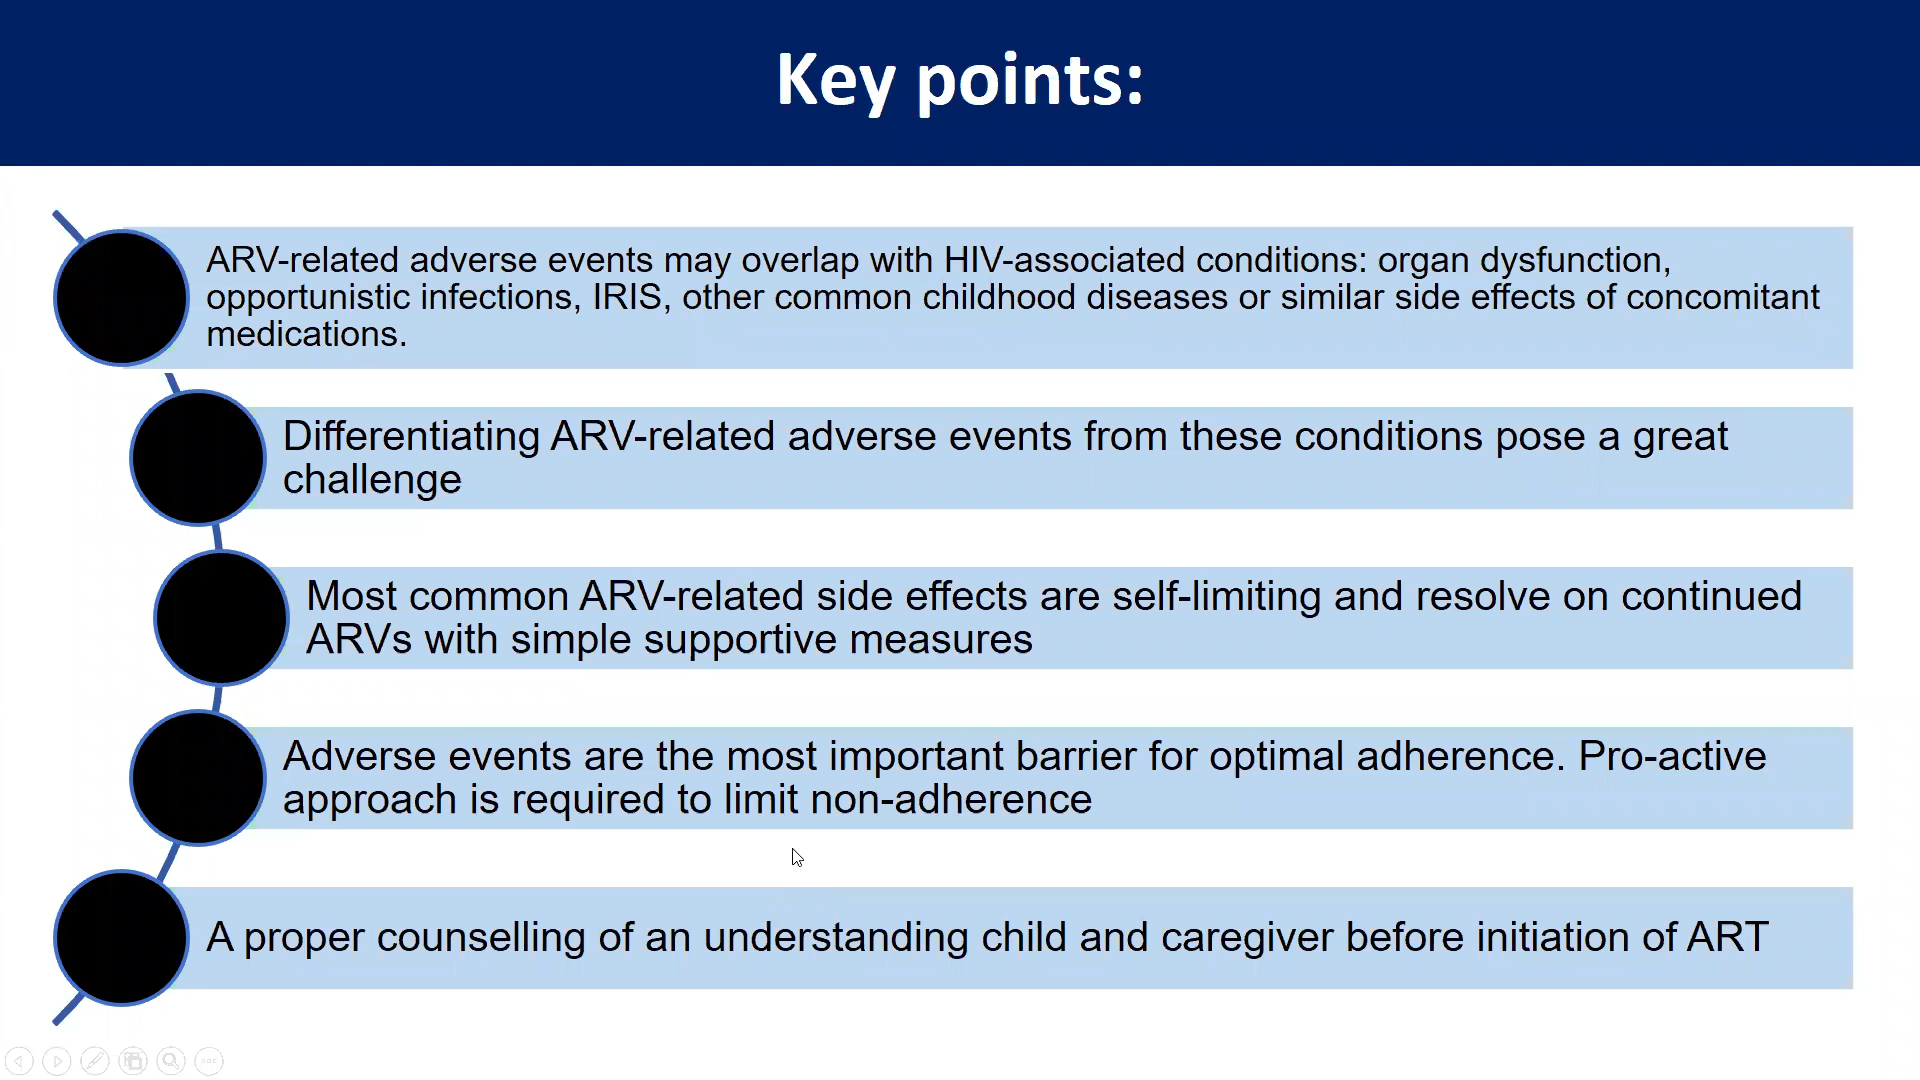 Key points:
ARV-related adverse events may overlap with HIV-associated conditions: organ dysfunction,
opportunistic infections, IRIS, other common childhood diseases or similar side effects of concomitant
medications.
Differentiating ARV-related adverse events from these conditions pose a great
challenge
Most common ARV-related side effects are self-limiting and resolve on continued
ARVs with simple supportive measures
Adverse events are the most important barrier for optimal adherence. Pro-active
approach is required to limit non-adherence
A proper counselling of an understanding child and caregiver before initiation of ART